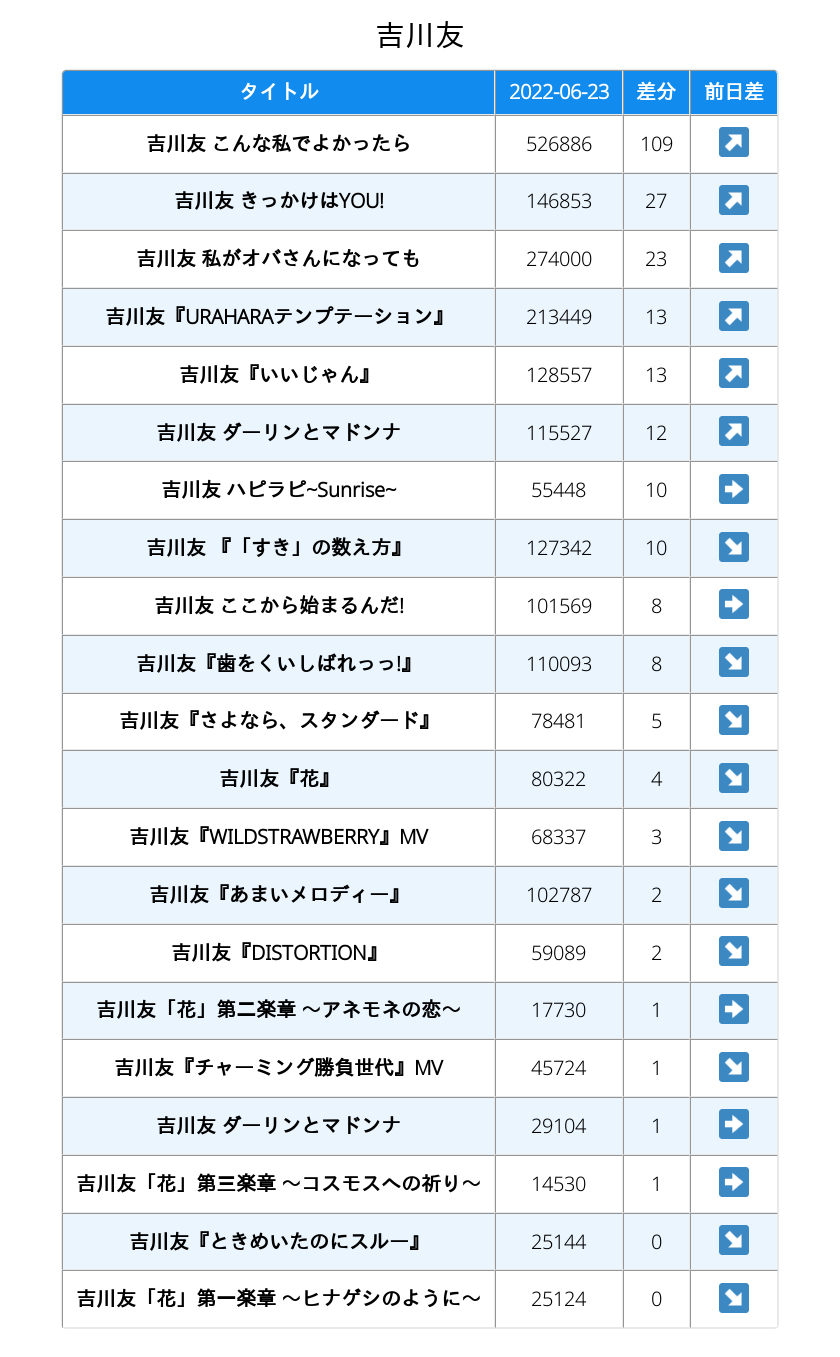 吉川友
タイトル 2022-06-23 差分 前日差
吉川友 こんな私でよかったら 526886 109 ↗
吉川友 きっかけはYOU! 146853 27 ↗
吉川友 私がオバさんになっても 274000 23 ↗
吉川友『URAHARAテンプテーション』 213449 13 ↗
吉川友『いいじゃん』 128557 13 ↗
吉川友 ダーリンとマドンナ 115527 12 ↗
吉川友 ハピラピ~Sunrise~ 55448 10 ➡
吉川友 『「すき」の数え方』 127342 10 ↘
吉川友 ここから始まるんだ! 101569 8 ➡
吉川友『歯をくいしばれっっ!』 110093 8 ↘
吉川友『さよなら、スタンダード』 78481 5 ↘
吉川友『花』 80322 4 ↘
吉川友『WILDSTRAWBERRY』MV 68337 3 ↘
吉川友『あまいメロディー』 102787 2 ↘
吉川友『DISTORTION』 59089 2 ↘
吉川友「花」第二楽章 〜アネモネの恋〜 17730 1 ➡
吉川友『チャーミング勝負世代』MV 45724 1 ↘
吉川友 ダーリンとマドンナ 29104 1 ➡
吉川友「花」第三楽章 〜コスモスへの祈り〜 14530 1 ➡
吉川友『ときめいたのにスルー』 25144 0 ↘
吉川友「花」第一楽章 〜ヒナゲシのように〜 25124 0 ↘